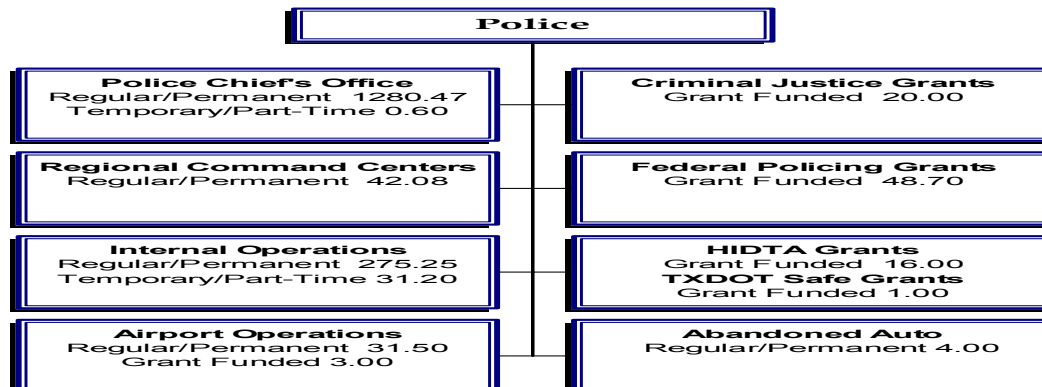 Police
Police Chief's Office
Regular/Permanent 1280.47
Temporary/Part-Time 0.60
Criminal Justice Grants
Grant Funded 20.00
Regional Command Centers
Regular/Permanent 42.08
Federal Policing Grants
Grant Funded 48.70
Internal Operations
Regular/Permanent 275.25
Temporary/Part-Time 31.20
HIDTA Grants
Grant Funded 16.00
TXDOT Safe Grants
Grant Funded 1.00
Airport Operations
Regular/Permanent 31.50
Grant Funded 3.00
Abandoned Auto
Regular/Permanent 4.00